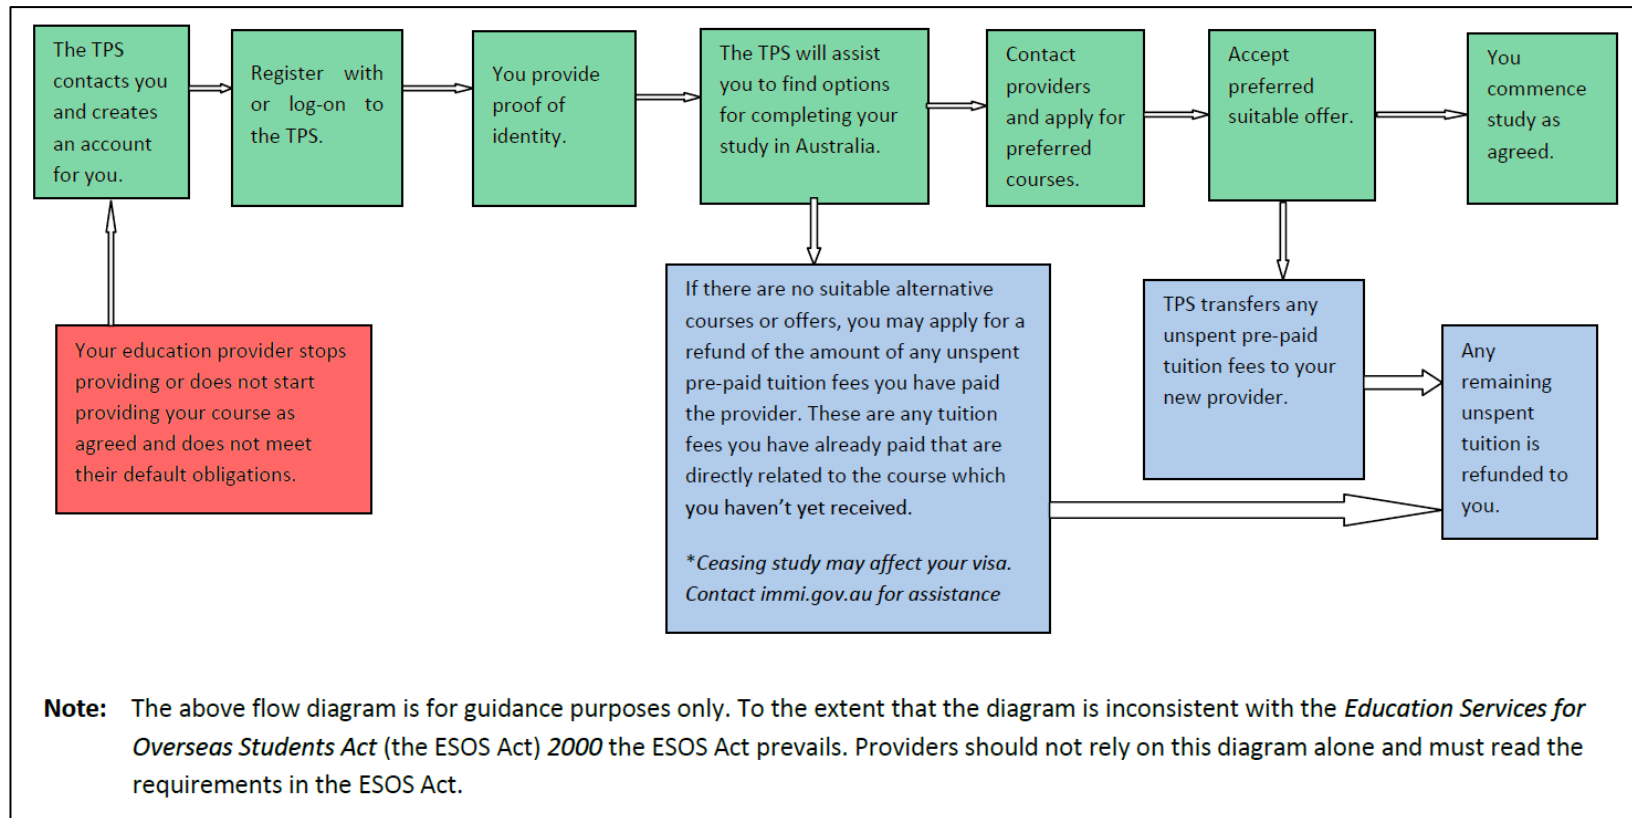 The TPS
contacts you
and creates
an account
for you.
Register with
or log-on to
the TPS.
You provide
proof of
identity.
The TPS will assist
you to find options
for completing your
study in Australia.
Contact
providers
and apply for
preferred
courses.
Accept
preferred
suitable offer.
You
commence
study as
agreed.
Your education provider stops
providing or does not start
providing your course as
agreed and does not meet
their default obligations.
If there are no suitable alternative
courses or offers, you may apply for a
refund of the amount of any unspent
pre-paid tuition fees you have paid
the provider. These are any tuition
fees you have already paid that are
directly related to the course which
you haven’t yet received.
*Ceasing study may affect your visa.
Contact immi.gov.au for assistance
TPS transfers any
unspent pre-paid
tuition fees to your
new provider.
Any
remaining
unspent
tuition is
refunded to
you.
Note: The above flow diagram is for guidance purposes only. To the extent that the diagram is inconsistent with the Education Services for
Overseas Students Act (the ESOS Act) 2000 the ESOS Act prevails. Providers should not rely on this diagram alone and must read the
requirements in the ESOS Act.